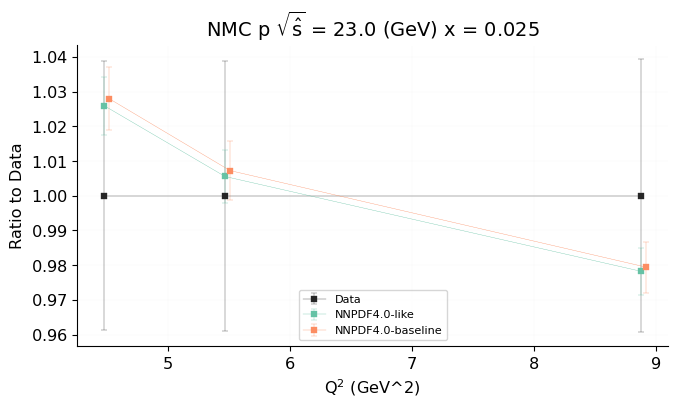 NMC p √ŝ = 23.0 (GeV) x = 0.025
Ratio to Data
1.04
1.03
1.02
1.01
1.00
0.99
0.98
0.97
0.96
Data
NNPDF4.0-like
NNPDF4.0-baseline
5 6 7 8 9
Q² (GeV^2)